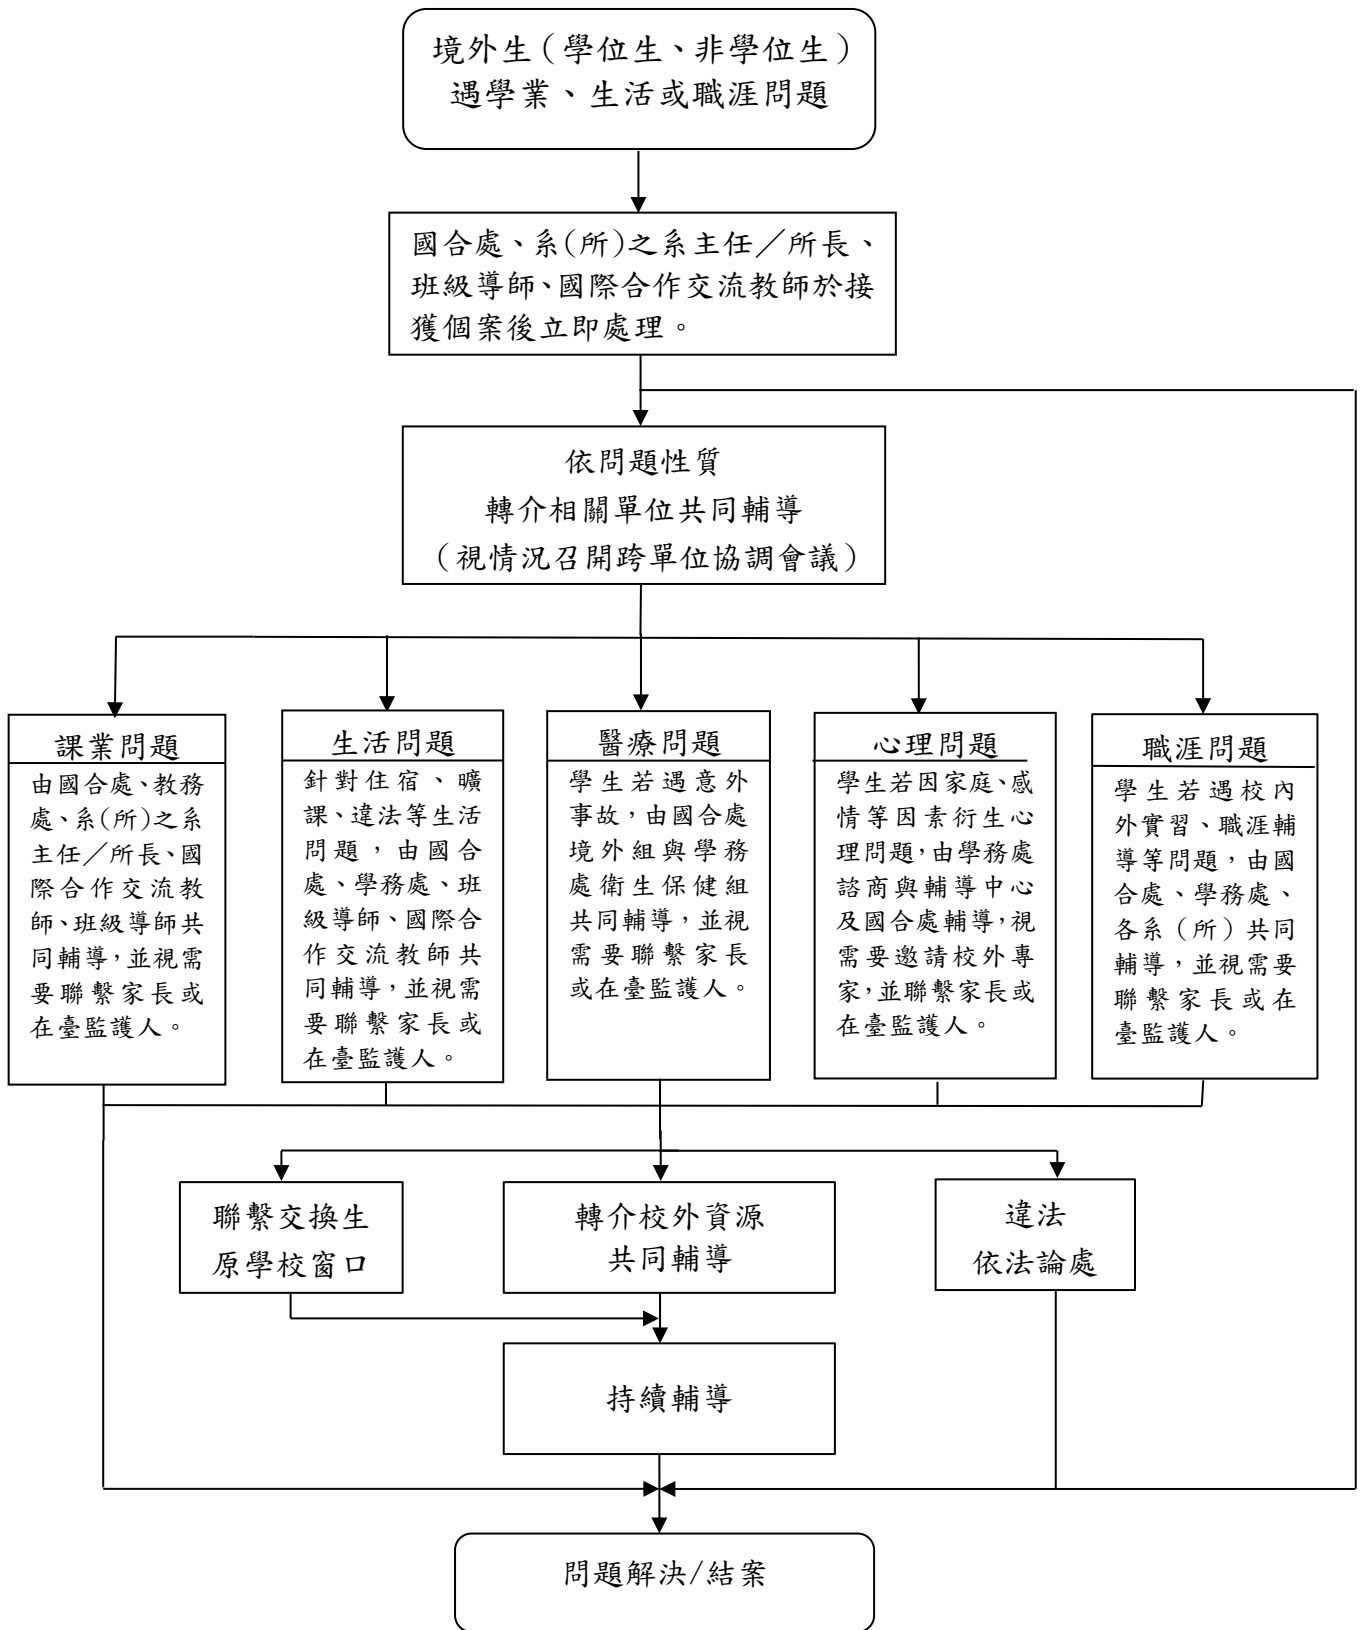 境外生（學位生、非學位生）
遇學業、生活或職涯問題
國合處、系(所)之系主任／所長、
班級導師、國際合作交流教師於接
獲個案後立即處理。
依問題性質
轉介相關單位共同輔導
（視情況召開跨單位協調會議）
課業問題
由國合處、教務
處、系(所)之系
主任／所長、國
際合作交流教
師、班級導師共
同輔導，並視需
要聯繫家長或
在臺監護人。
生活問題
針對住宿、曠
課、違法等生活
問題，由國合
處、學務處、班
級導師、國際合
作交流教師共
同輔導，並視需
要聯繫家長或
在臺監護人。
醫療問題
學生若遇意外
事故，由國合處
境外組與學務
處衛生保健組
共同輔導，並視
需要聯繫家長
或在臺監護人。
心理問題
學生若因家庭、感
情等因素衍生心
理問題，由學務處
諮商與輔導中心
及國合處輔導，視
需要邀請校外專
家，並聯繫家長或
在臺監護人。
職涯問題
學生若遇校內
外實習、職涯輔
導等問題，由國
合處、學務處、
各系（所）共同
輔導，並視需要
聯繫家長或在
臺監護人。
聯繫交換生
原學校窗口
轉介校外資源
共同輔導
違法
依法論處
持續輔導
問題解決/結案